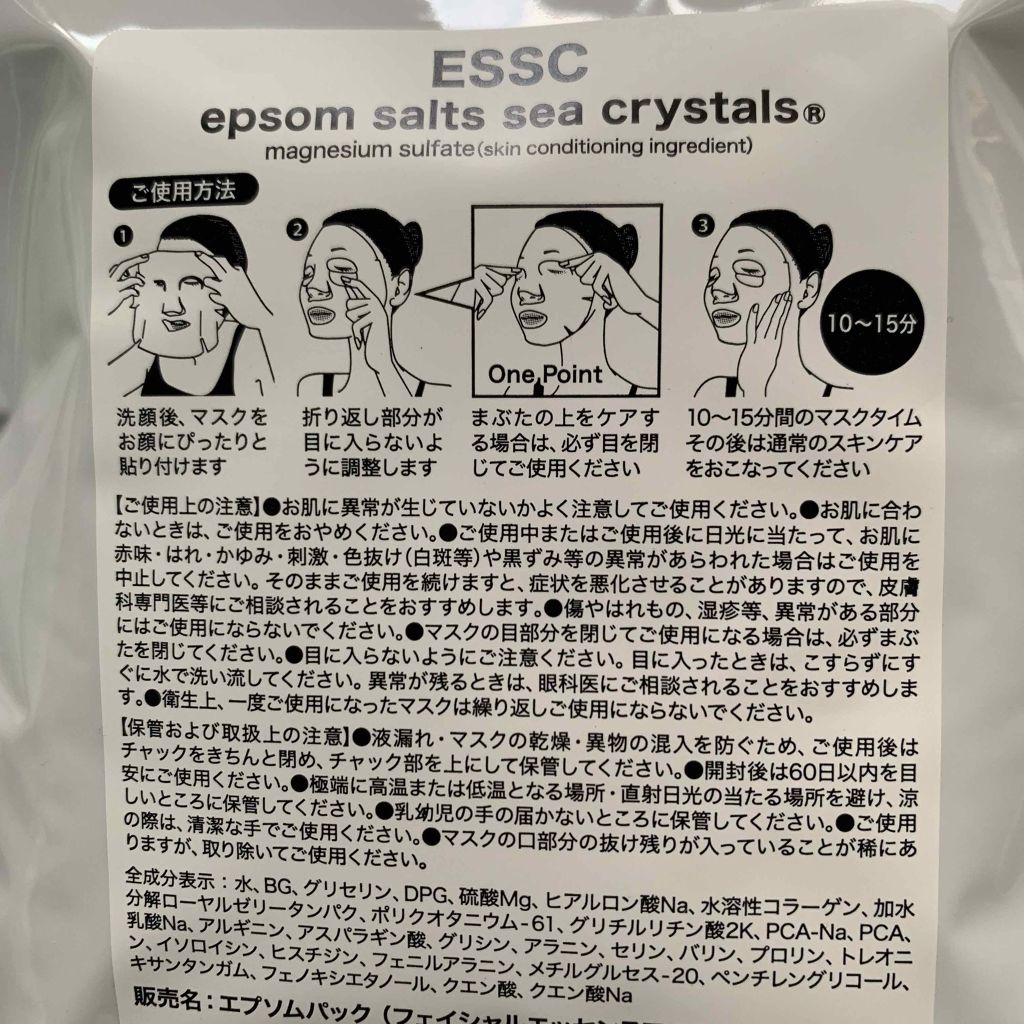 ESSC
epsom salts sea crystals®
magnesium sulfate(skin conditioning ingredient)
ご使用方法
1
洗顔後、マスクを
お顔にぴったりと
貼り付けます
2
折り返し部分が
目に入らないよ
うに調整します
One Point
まぶたの上をケアす
る場合は、必ず目を閉
じてご使用ください
3
10〜15分
10〜15分間のマスクタイム
その後は通常のスキンケア
をおこなってください
【ご使用上の注意】●お肌に異常が生じていないかよく注意してご使用ください。●お肌に合わ
ないときは、ご使用をおやめください。●ご使用中またはご使用後に日光に当たって、お肌に
赤味・はれ・かゆみ・刺激・色抜け(白斑等)や黒ずみ等の異常があらわれた場合はご使用を
中止してください。そのままご使用を続けますと、症状を悪化させることがありますので、皮膚
科専門医等にご相談されることをおすすめします。●傷やはれもの、湿疹等、異常がある部分
にはご使用にならないでください。●マスクの目部分を閉じてご使用になる場合は、必ずまぶ
たを閉じてください。●目に入らないようにご注意ください。目に入ったときは、こすらずにす
ぐに水で洗い流してください。異常が残るときは、眼科医にご相談されることをおすすめしま
す。●衛生上、一度ご使用になったマスクは繰り返しご使用にならないでください。
【保管および取扱上の注意】●液漏れ・マスクの乾燥・異物の混入を防ぐため、ご使用後は
チャックをきちんと閉め、チャック部を上にして保管してください。●開封後は60日以内を目
安にご使用ください。●極端に高温または低温となる場所・直射日光の当たる場所を避け、涼
しいところに保管してください。●乳幼児の手の届かないところに保管してください。●ご使用
の際は、清潔な手でご使用ください。●マスクの口部分の抜け残りが入っていることが稀にあ
りますが、取り除いてご使用ください。
全成分表示：水、BG、グリセリン、DPG、硫酸Mg、ヒアルロン酸Na、水溶性コラーゲン、加水
分解ローヤルゼリータンパク、ポリクオタニウム-61、グリチルリチン酸2K、PCA-Na、PCA、
乳酸Na、アルギニン、アスパラギン酸、グリシン、アラニン、セリン、バリン、プロリン、トレオニ
ン、イソロイシン、ヒスチジン、フェニルアラニン、メチルグルセス-20、ペンチレングリコール、
キサンタンガム、フェノキシエタノール、クエン酸、クエン酸Na
販売名：エプソムパック（フェイシャルエッセンス